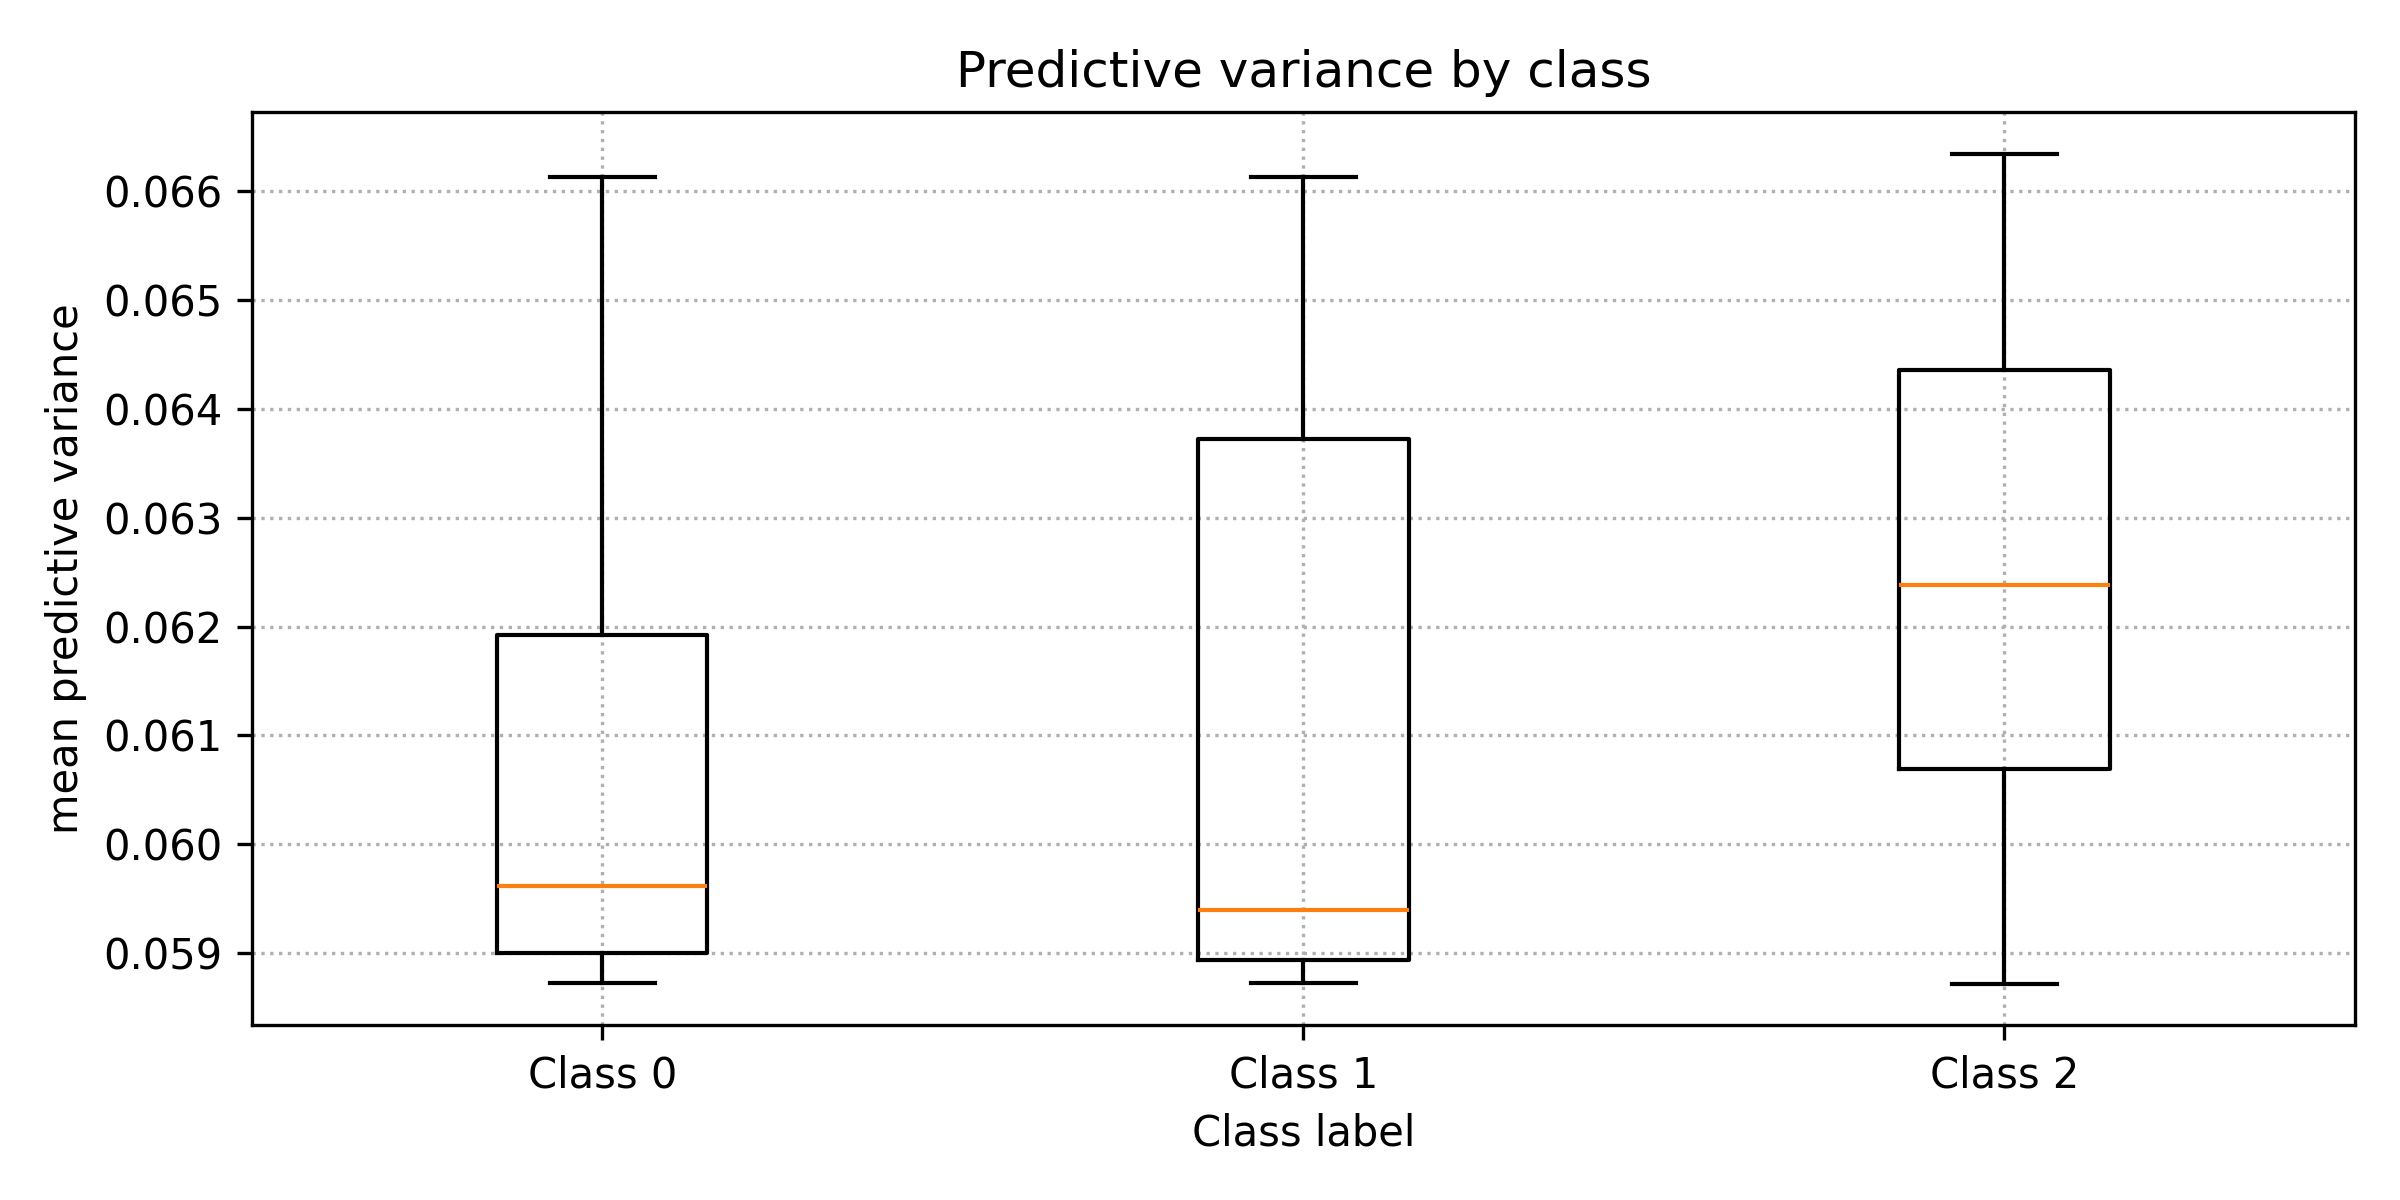 Predictive variance by class
mean predictive variance
0.066
0.065
0.064
0.063
0.062
0.061
0.060
0.059
Class 0 Class 1 Class 2
Class label